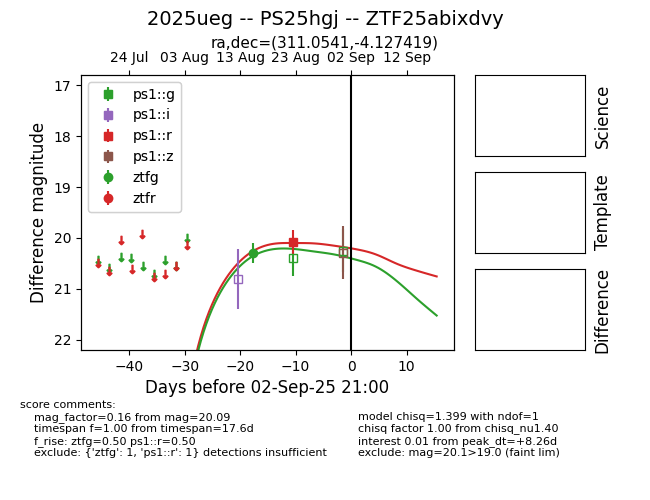 2025ueg -- PS25hgj -- ZTF25abixdvy
ra,dec=(311.0541,-4.127419)
24 Jul 03 Aug 13 Aug 23 Aug 02 Sep 12 Sep
17
18
19
20
21
22
Difference magnitude
ps1::g
ps1::i
ps1::r
ps1::z
ztfg
ztfr
−40 −30 −20 −10 0 10
Days before 02-Sep-25 21:00
Science
Template
Difference
score comments:
mag_factor=0.16 from mag=20.09
timespan f=1.00 from timespan=17.6d
f_rise: ztfg=0.50 ps1::r=0.50
exclude: {'ztfg': 1, 'ps1::r': 1} detections insufficient
model chisq=1.399 with ndof=1
chisq factor 1.00 from chisq_nu1.40
interest 0.01 from peak_dt=+8.26d
exclude: mag=20.1>19.0 (faint lim)